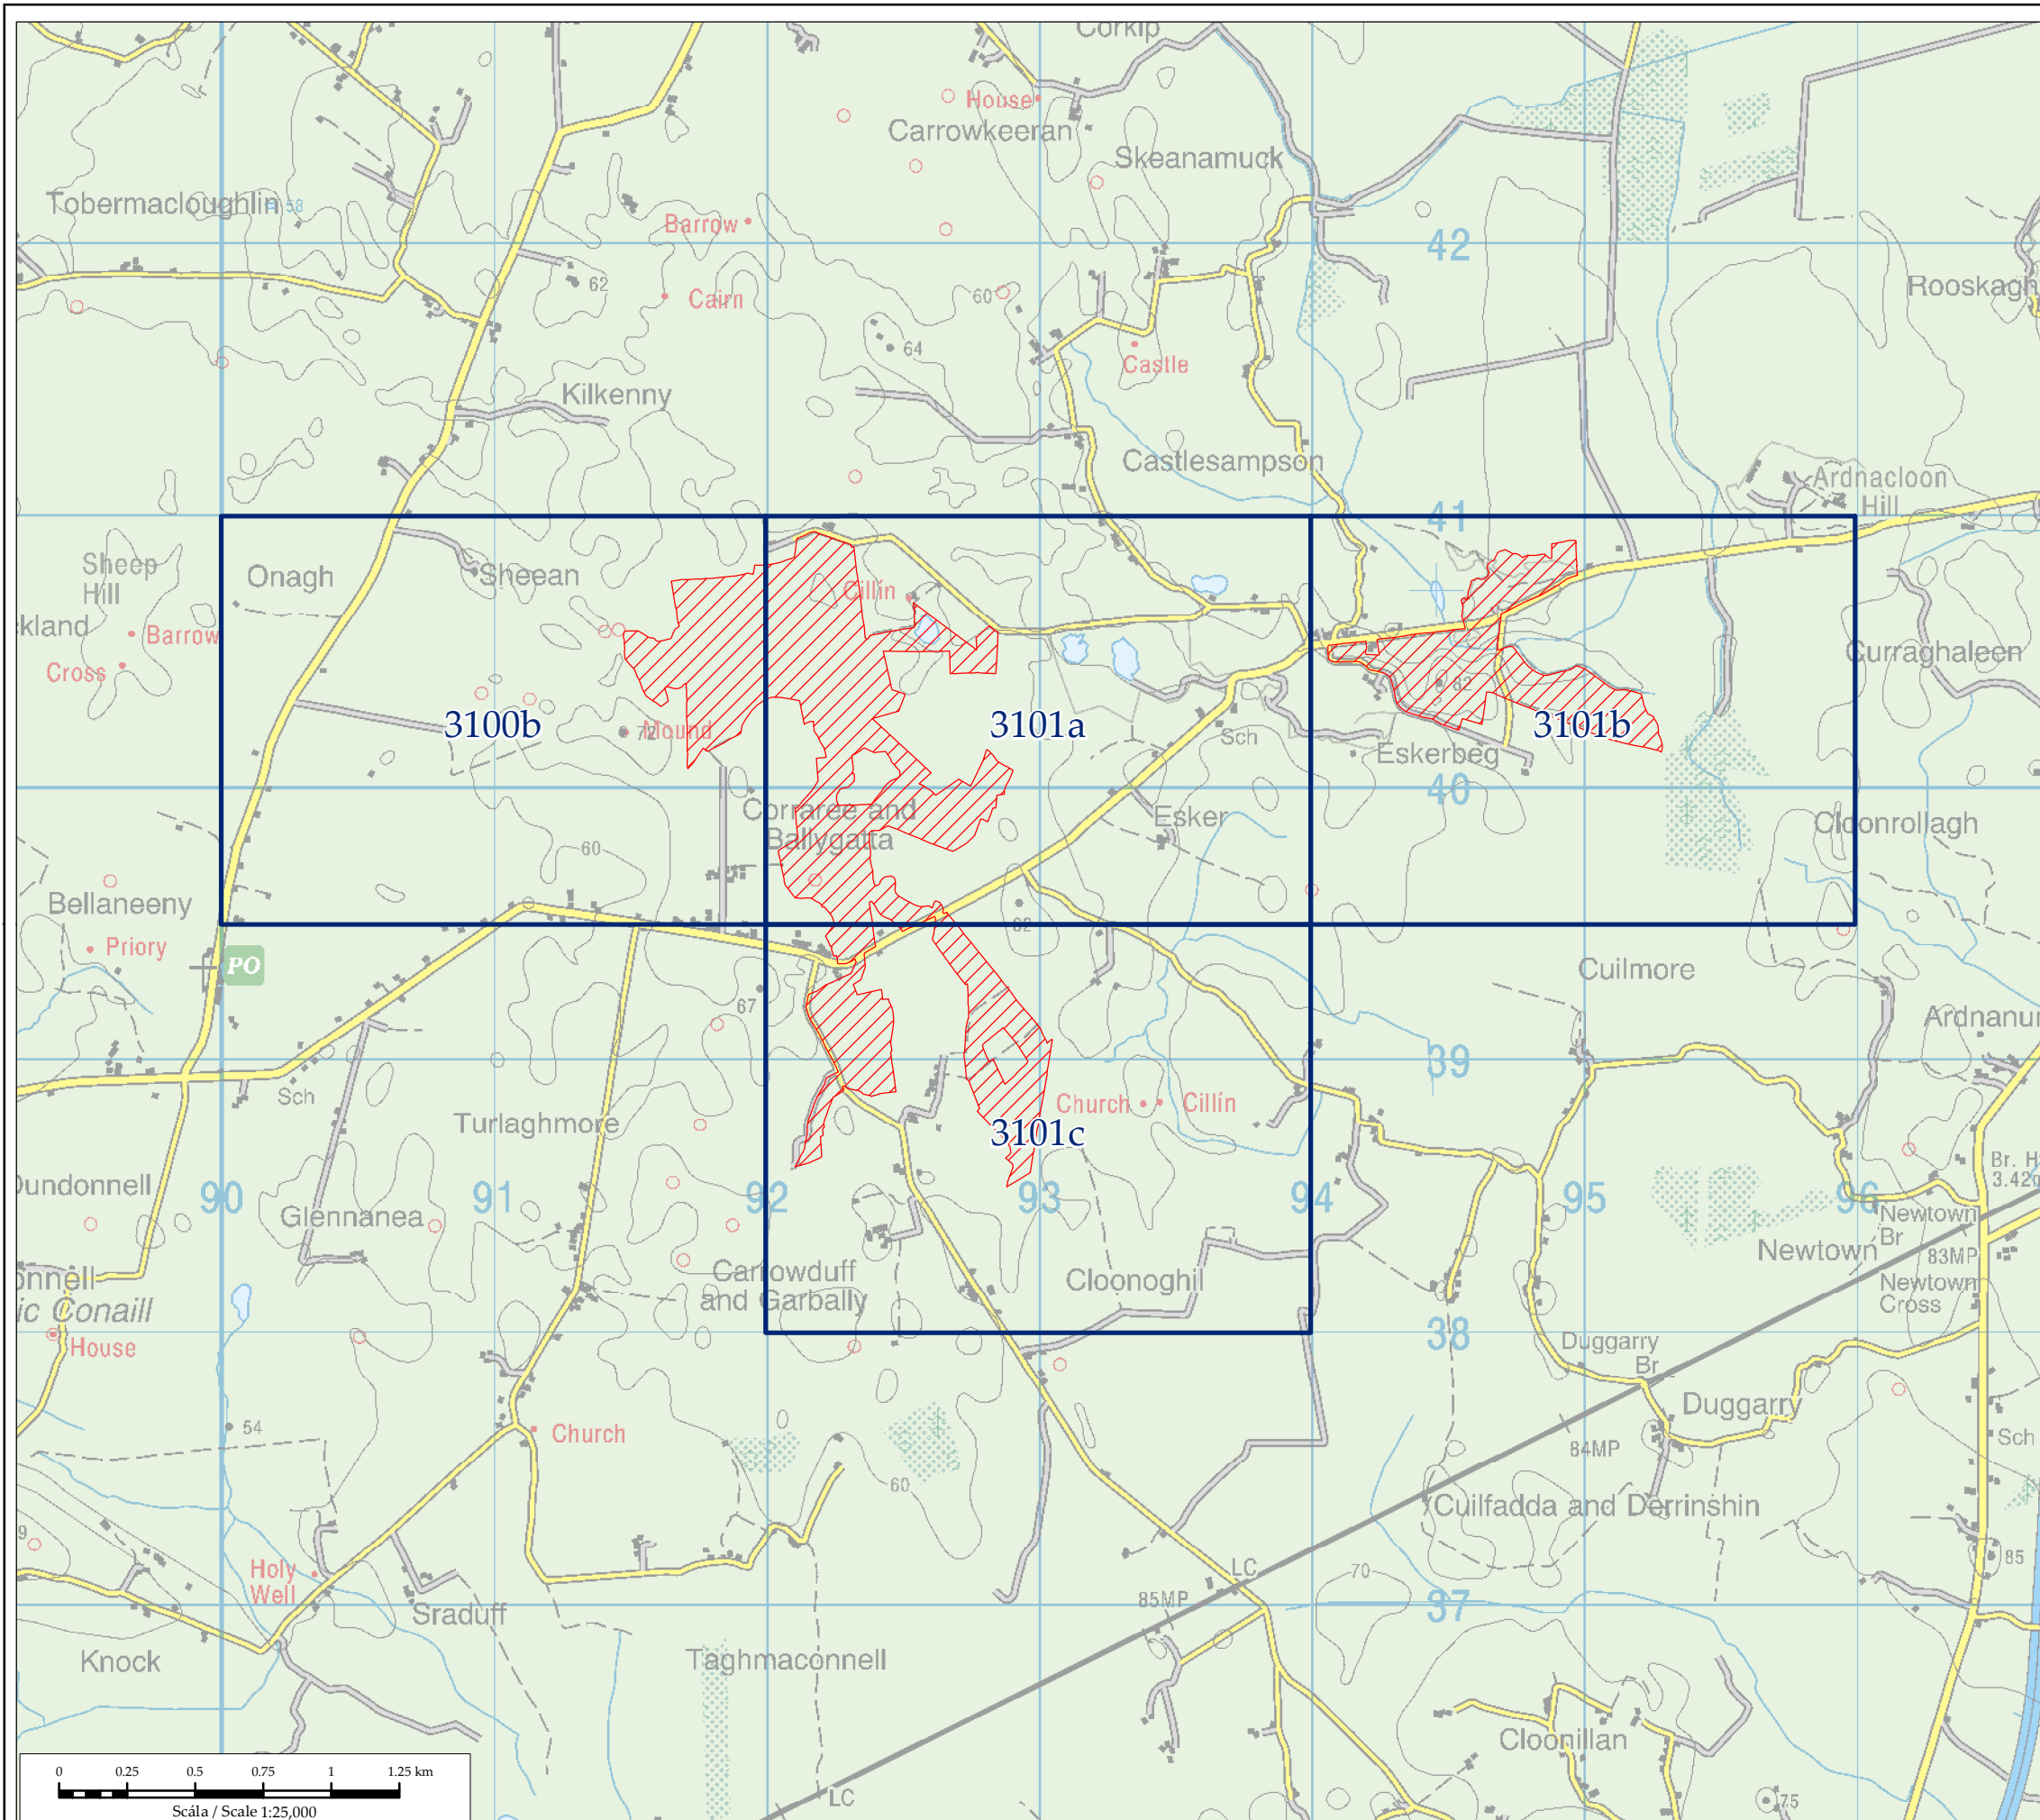 Corkip
House
Carrowkeeran
Skeanamuck
Tobermacloughlin
58
Barrow
42
62
Cairn
60
Rooskagh
64
Castle
Kilkenny
Castlesampson
Ardnacloon
Hill
41
Sheep
Hill
Onagh
Sheean
Cillín
kland
Barrow
Cross
Curraghaleen
82
72
Mound
3100b
3101a
3101b
Sch
Eskerbeg
40
Corraree and
Ballygatta
Esker
Cloonrollagh
60
Bellaneeny
62
Priory
PO
Cuilmore
67
Ardnanur
39
Sch
Church
Cillín
Turlaghmore
3101c
Dundonnell
90
91
92
93
94
95
96
Br. H
3.42
Glennanea
Newtown
Br
Newtown
83MP
onnell
ic Conaill
Carrowduff
and Garbally
Cloonoghil
Newtown
Cross
House
38
Duggarry
Br
Duggarry
54
Church
84MP
Sch
60
Cuilfadda and Derrinshin
9
Holy
Well
LC
70
85
85MP
37
Sraduff
Knock
Taghmaconnell
Cloonillan
0 0.25 0.5 0.75 1 1.25 km
Scála / Scale 1:25,000
LC
75